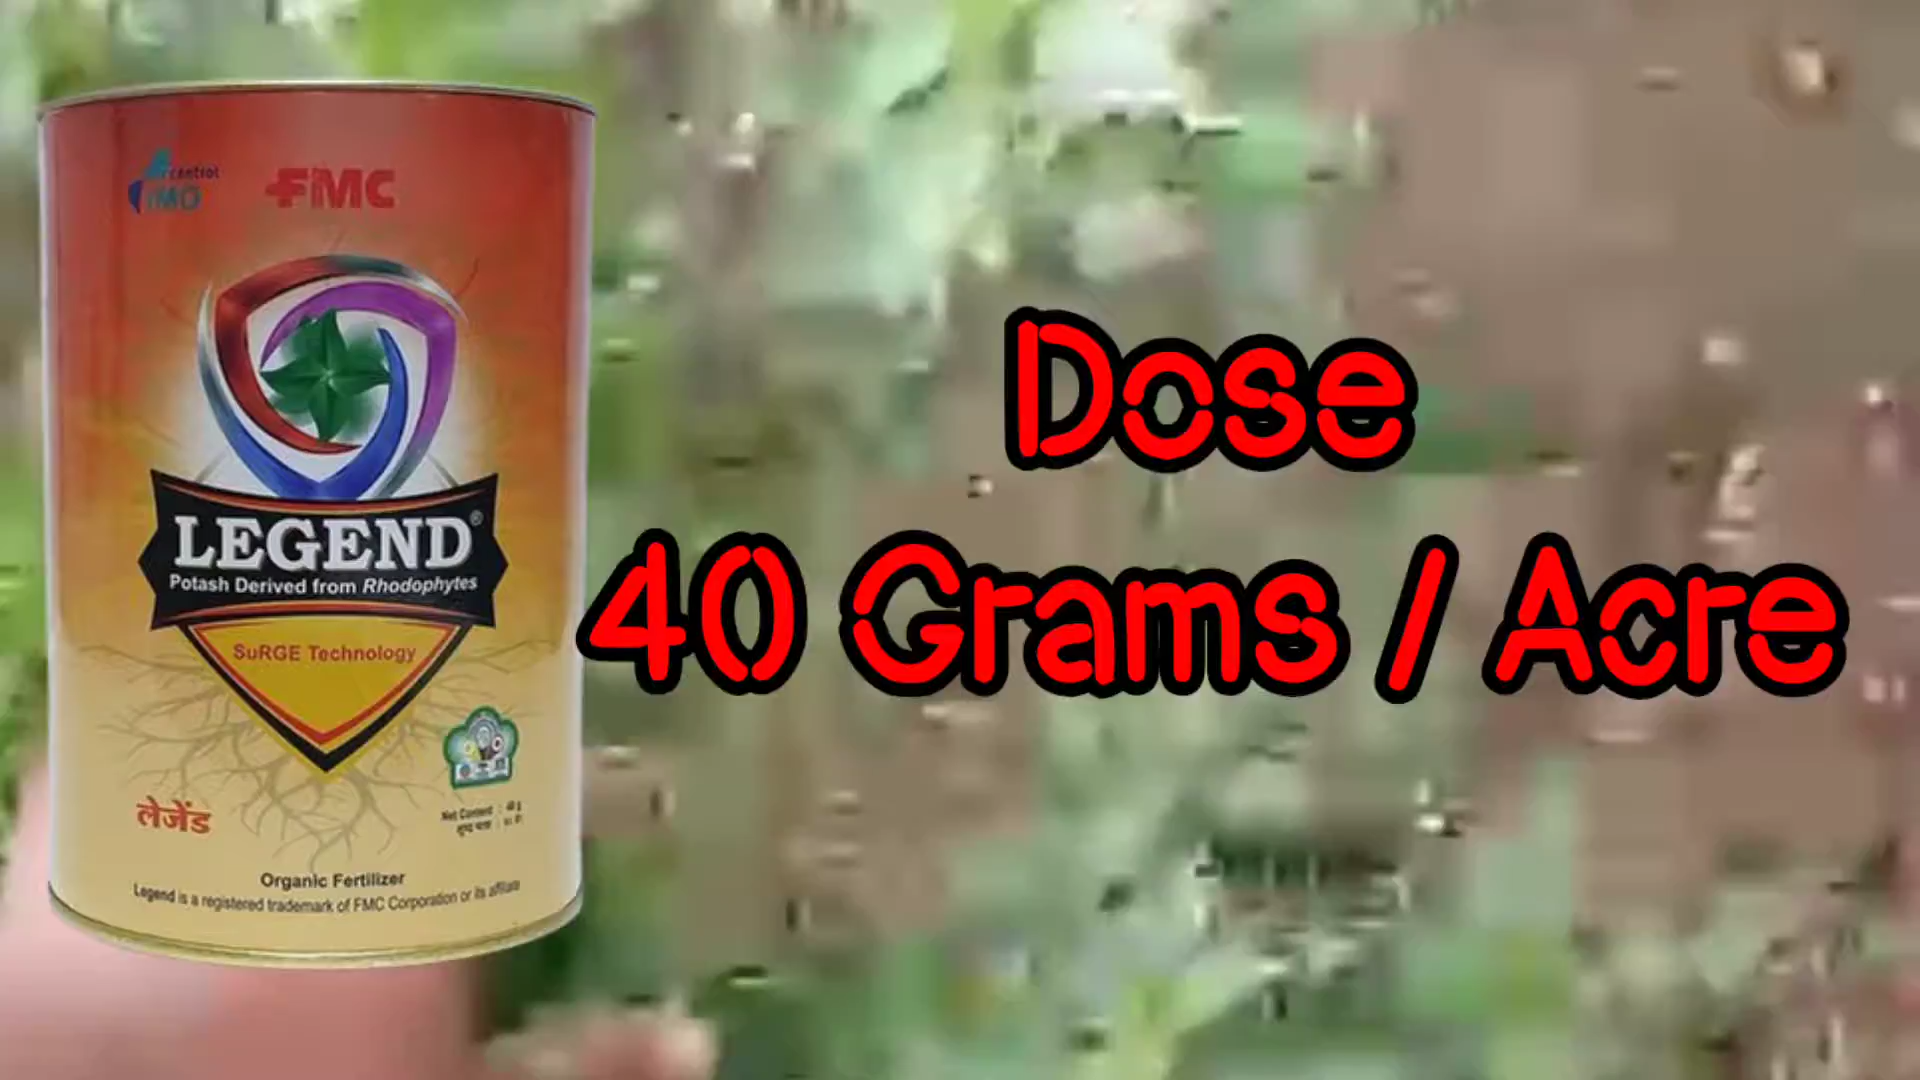 control
IMO
FMC
LEGEND®
Potash Derived from Rhodophytes
SuRGE Technology
लेजेंड
Net Content : 40 g
Organic Fertilizer
Legend is a registered trademark of FMC Corporation or its affiliate
Dose
40 Grams / Acre